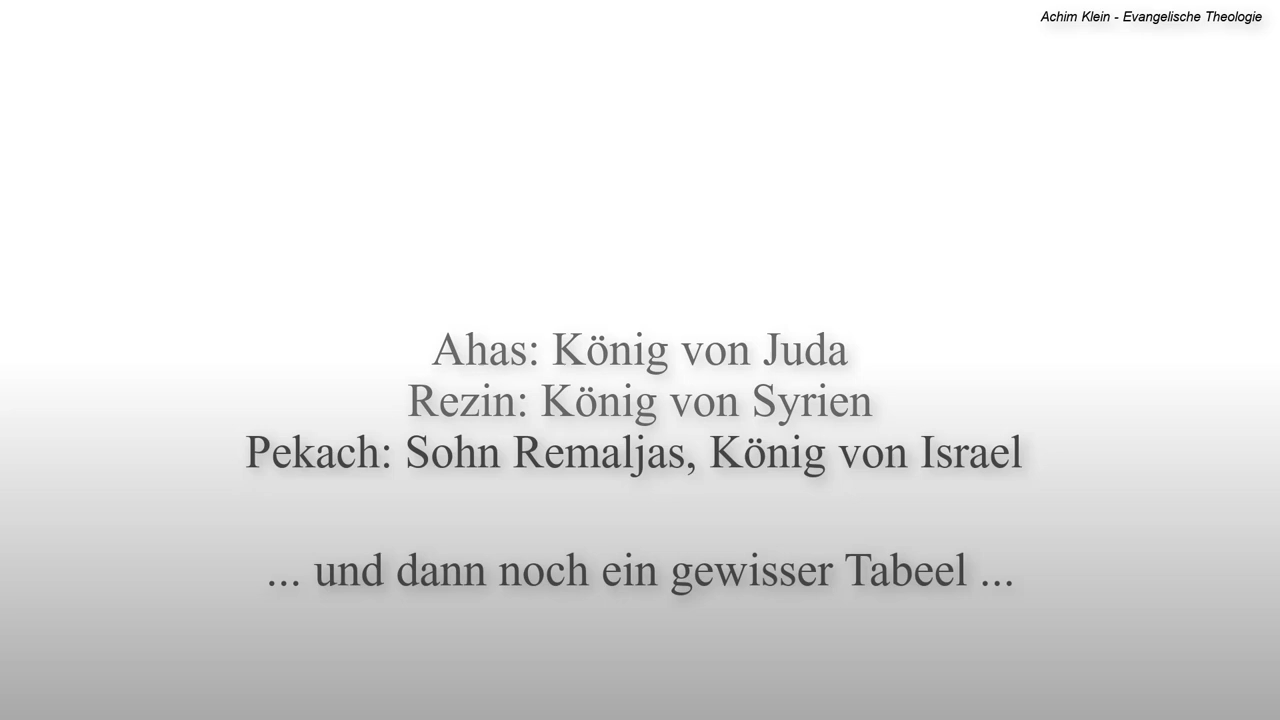 Achim Klein - Evangelische Theologie
Ahas: König von Juda
Rezin: König von Syrien
Pekach: Sohn Remaljas, König von Israel
... und dann noch ein gewisser Tabeel ...